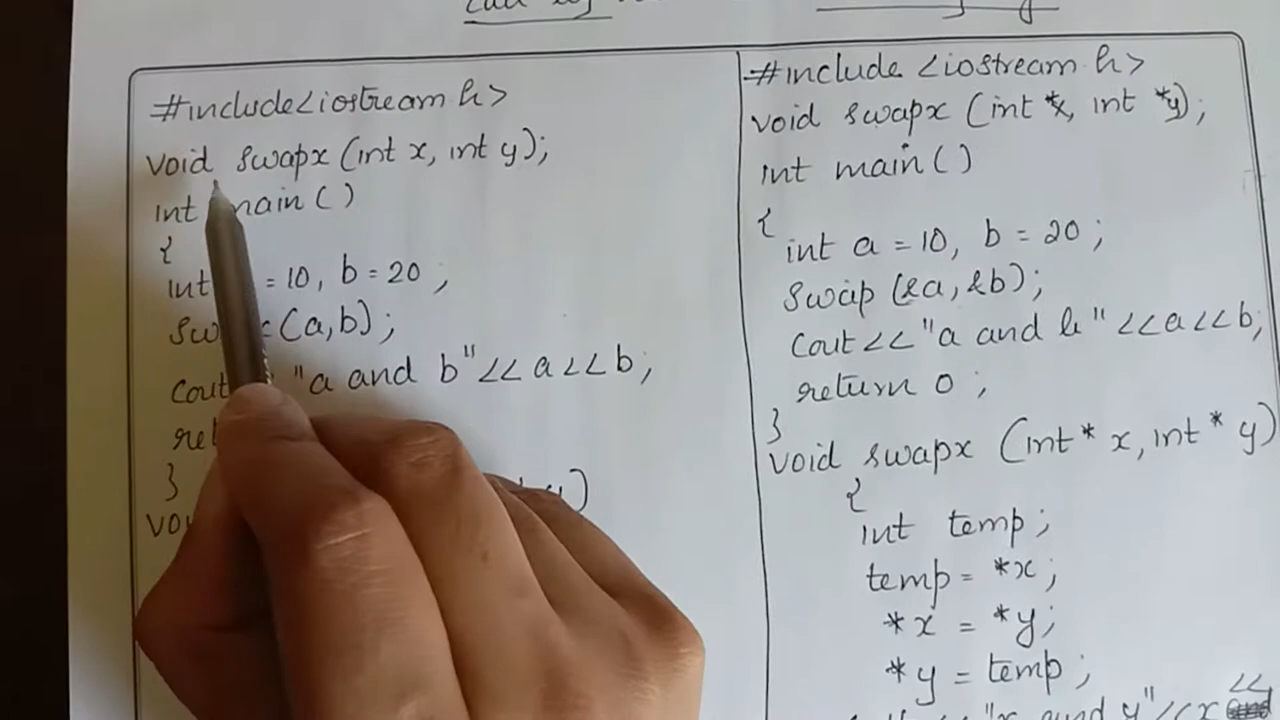 #include<iostream.h>
void swapx (int x, int y);
int main ()
{
int = 10, b = 20 ;
(a,b);
cout "a and b"<<a<<b;
}
#include <iostream.h>
void swapx (int *x, int *y);
int main ()
{
int a = 10, b = 20 ;
swap (&a, &b);
cout << "a and b" <<a<<b;
return 0 ;
}
void swapx (int* x, int* y)
{
int temp ;
temp = *x ;
*x = *y;
*y = temp ;